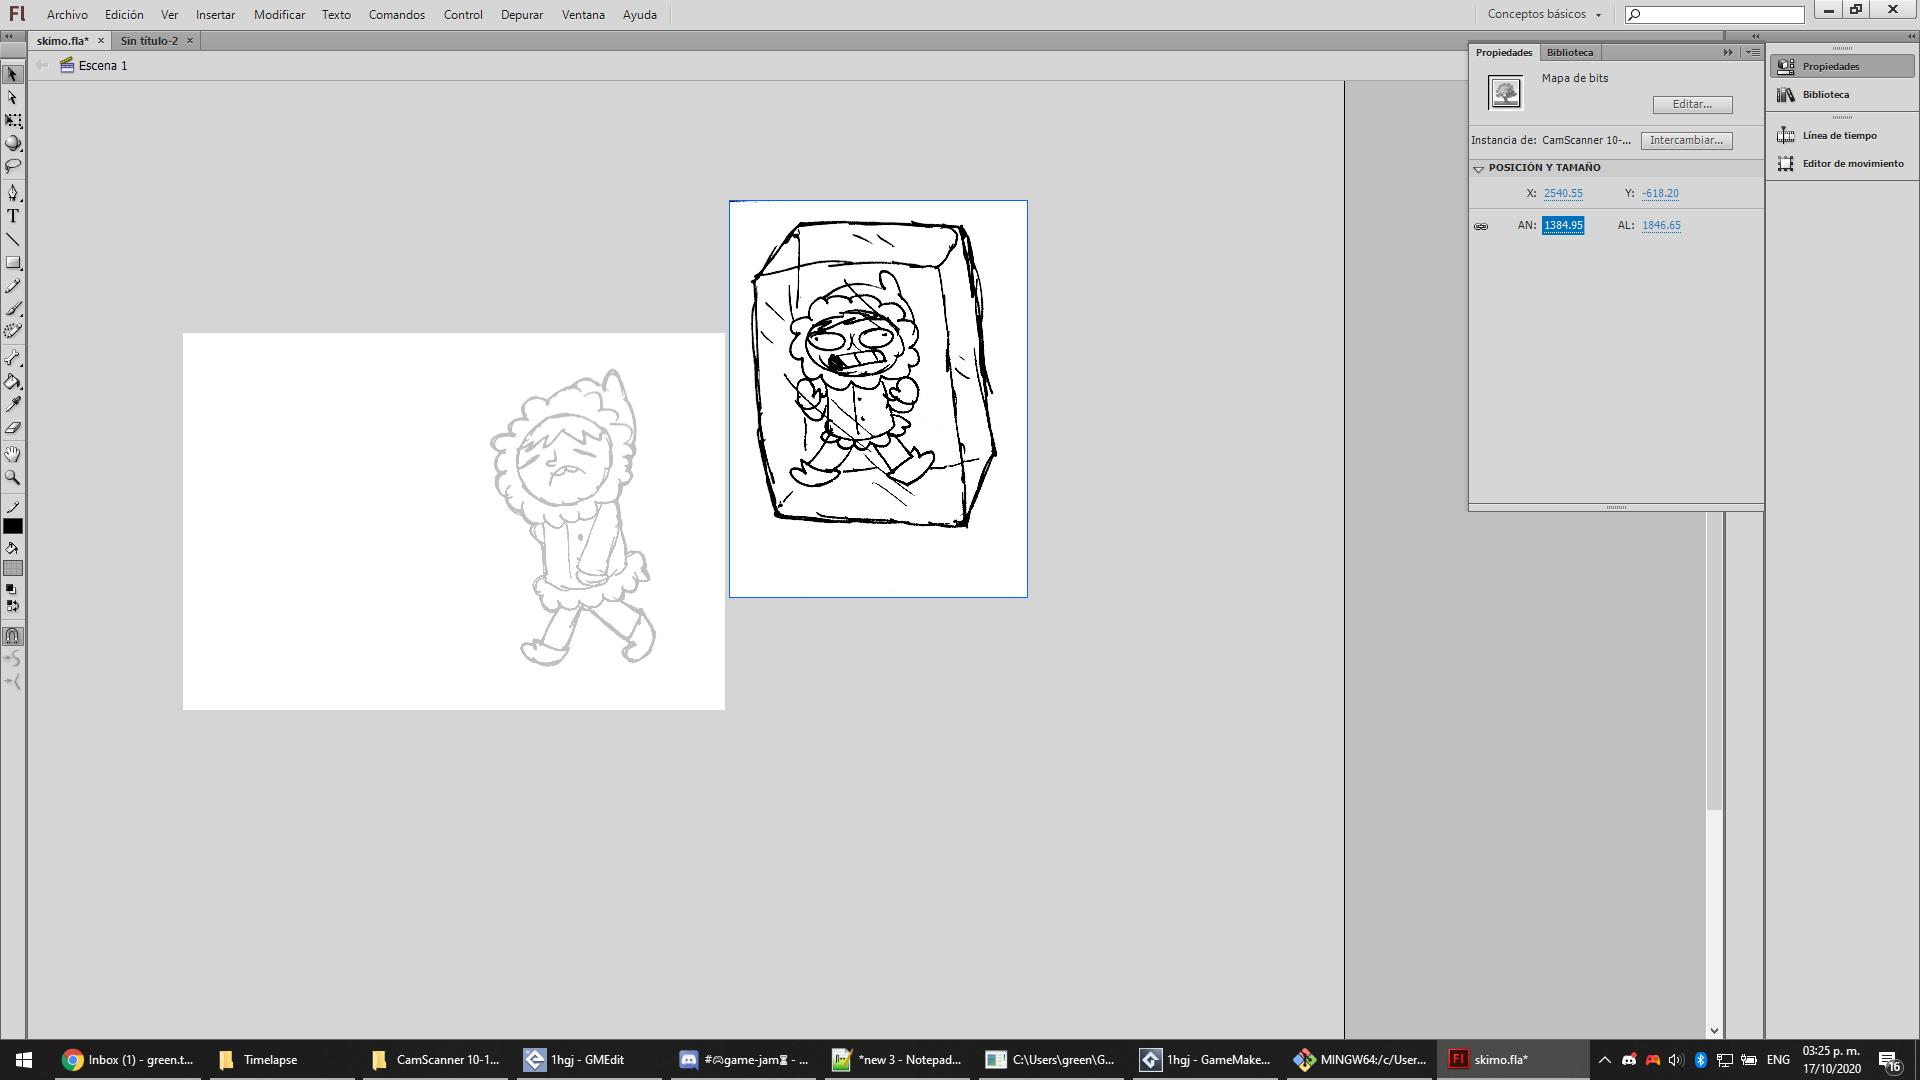 Fl Archivo Edición Ver Insertar Modificar Texto Comandos Control Depurar Ventana Ayuda Conceptos básicos
skimo.fla* Sin título-2
Escena 1
Propiedades Biblioteca
Mapa de bits
Editar...
Instancia de: CamScanner 10-... Intercambiar...
POSICIÓN Y TAMAÑO
X: 2540.55 Y: -618.20
AN: 1384.95 AL: 1846.65
Propiedades
Biblioteca
Línea de tiempo
Editor de movimiento
T
Inbox (1) - green.t... Timelapse CamScanner 10-1... 1hgj - GMEdit #🎮game-jam⏳ - ... *new 3 - Notepad... C:\Users\green\G... 1hgj - GameMake... MINGW64:/c/User... Fl skimo.fla* ENG 03:25 p. m.
17/10/2020 16